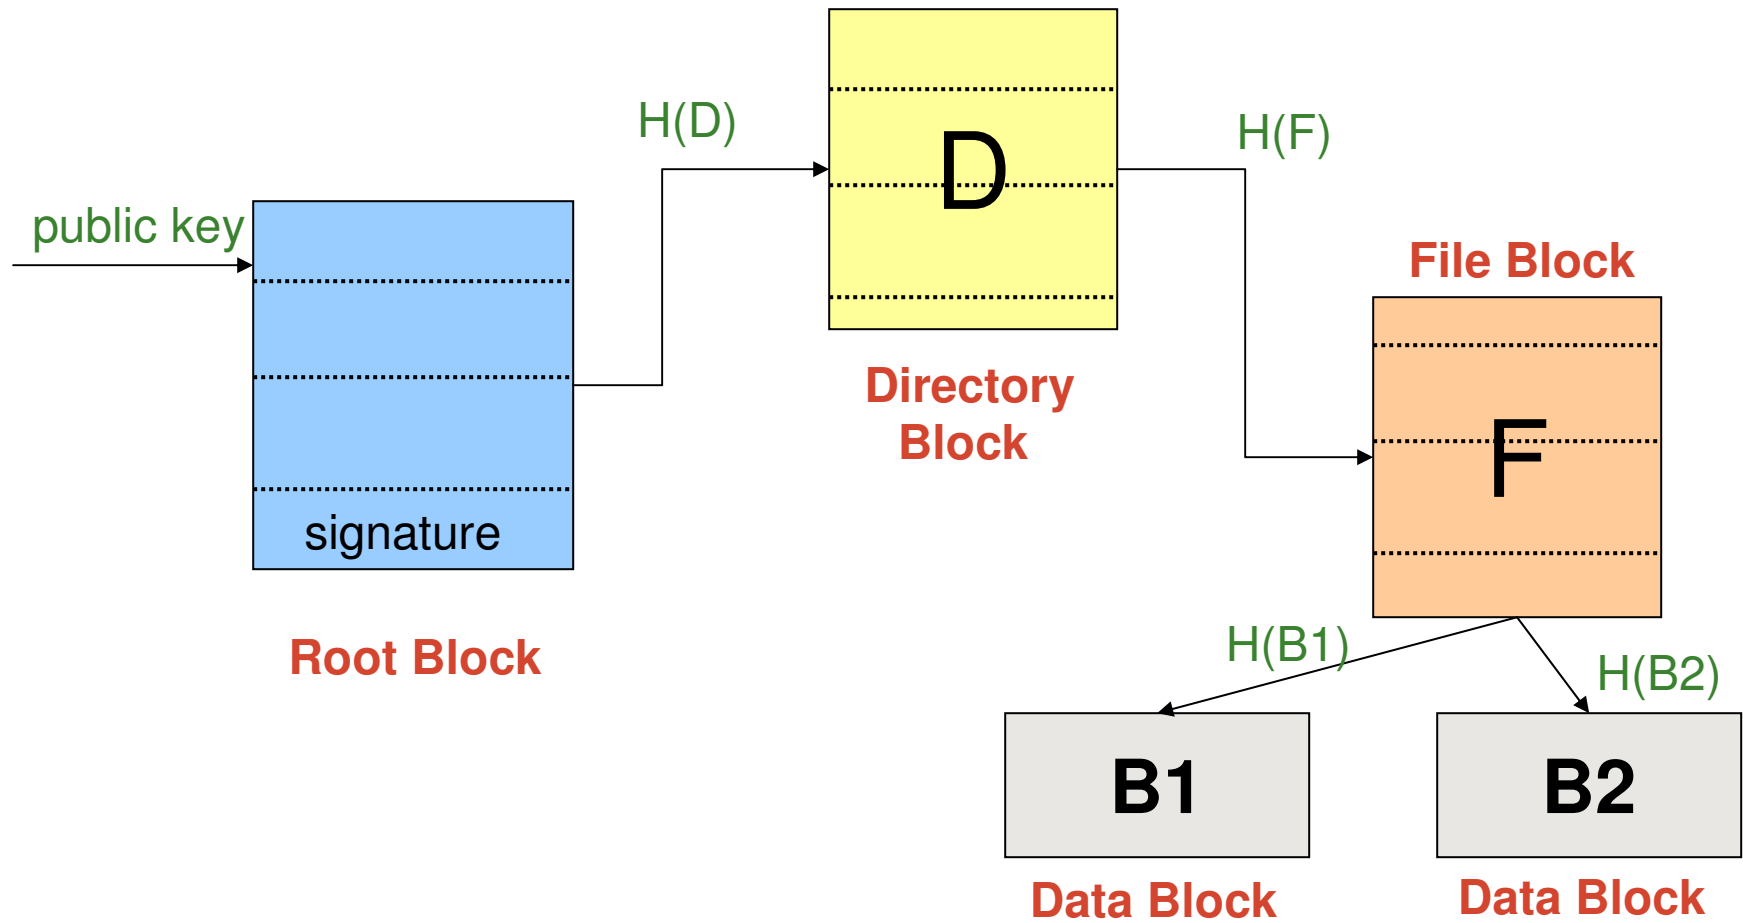 public key
signature
Root Block
H(D)
D
Directory
Block
H(F)
File Block
F
H(B1)
H(B2)
B1
Data Block
B2
Data Block